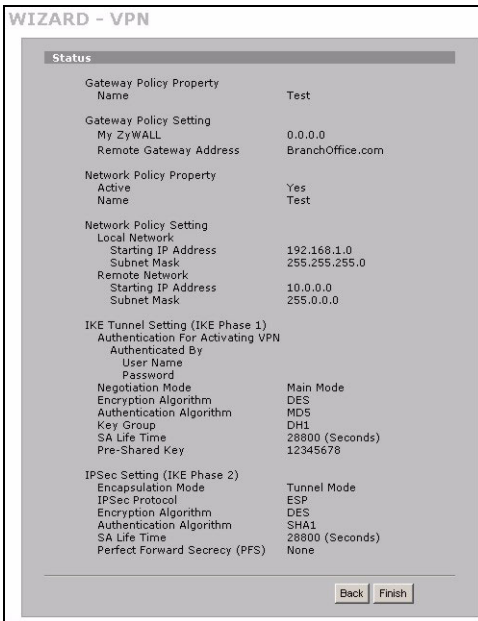 WIZARD - VPN
Status
Gateway Policy Property
Name Test
Gateway Policy Setting
My ZyWALL 0.0.0.0
Remote Gateway Address BranchOffice.com
Network Policy Property
Active Yes
Name Test
Network Policy Setting
Local Network
Starting IP Address 192.168.1.0
Subnet Mask 255.255.255.0
Remote Network
Starting IP Address 10.0.0.0
Subnet Mask 255.0.0.0
IKE Tunnel Setting (IKE Phase 1)
Authentication For Activating VPN
Authenticated By
User Name
Password
Negotiation Mode Main Mode
Encryption Algorithm DES
Authentication Algorithm MD5
Key Group DH1
SA Life Time 28800 (Seconds)
Pre-Shared Key 12345678
IPSec Setting (IKE Phase 2)
Encapsulation Mode Tunnel Mode
IPSec Protocol ESP
Encryption Algorithm DES
Authentication Algorithm SHA1
SA Life Time 28800 (Seconds)
Perfect Forward Secrecy (PFS) None
Back Finish